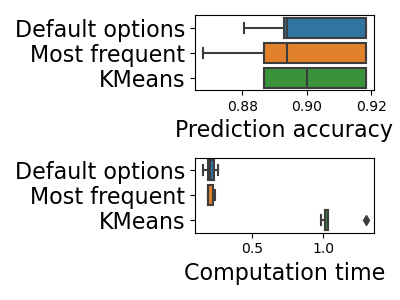 Default options
Most frequent
KMeans
0.88 0.90 0.92
Prediction accuracy
Default options
Most frequent
KMeans
0.5 1.0
Computation time